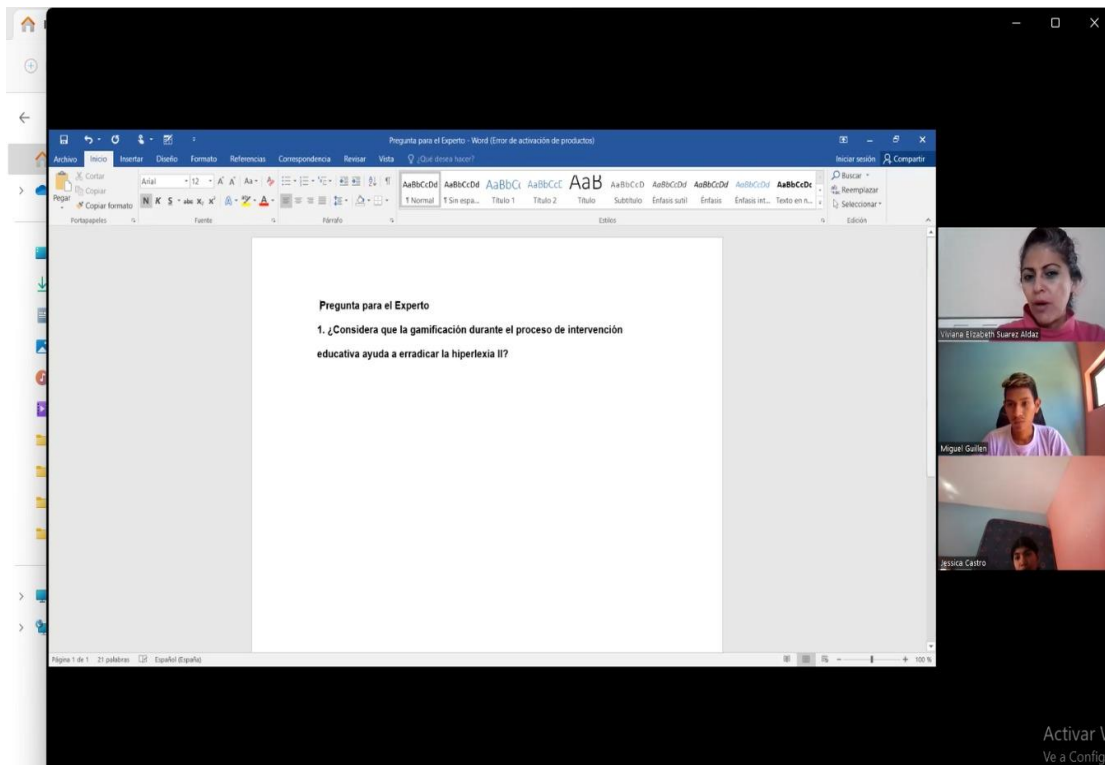 Pregunta para el Experto - Word (Error de activación de productos)
Archivo Inicio Insertar Diseño Formato Referencias Correspondencia Revisar Vista ¿Qué desea hacer? Iniciar sesión Compartir
Pegar
Cortar
Copiar
Copiar formato
Portapapeles
Arial 12
N K S abc X₂ X²
Fuente
Párrafo
AaBbCcDd AaBbCcDd AaBbCc AaBbCcC AaB AaBbCcD AaBbCcDd AaBbCcDd AaBbCcDd AaBbCcDc
¶ Normal ¶ Sin espa... Título 1 Título 2 Título Subtítulo Énfasis sutil Énfasis Énfasis int... Texto en n...
Estilos
Buscar
Reemplazar
Seleccionar
Edición
Pregunta para el Experto
1. ¿Considera que la gamificación durante el proceso de intervención
educativa ayuda a erradicar la hiperlexia II?
Viviana Elizabeth Suarez Aldaz
Miguel Guillen
Jessica Castro
Página 1 de 1 21 palabras Español (España) 100 %
Activar
Ve a Config